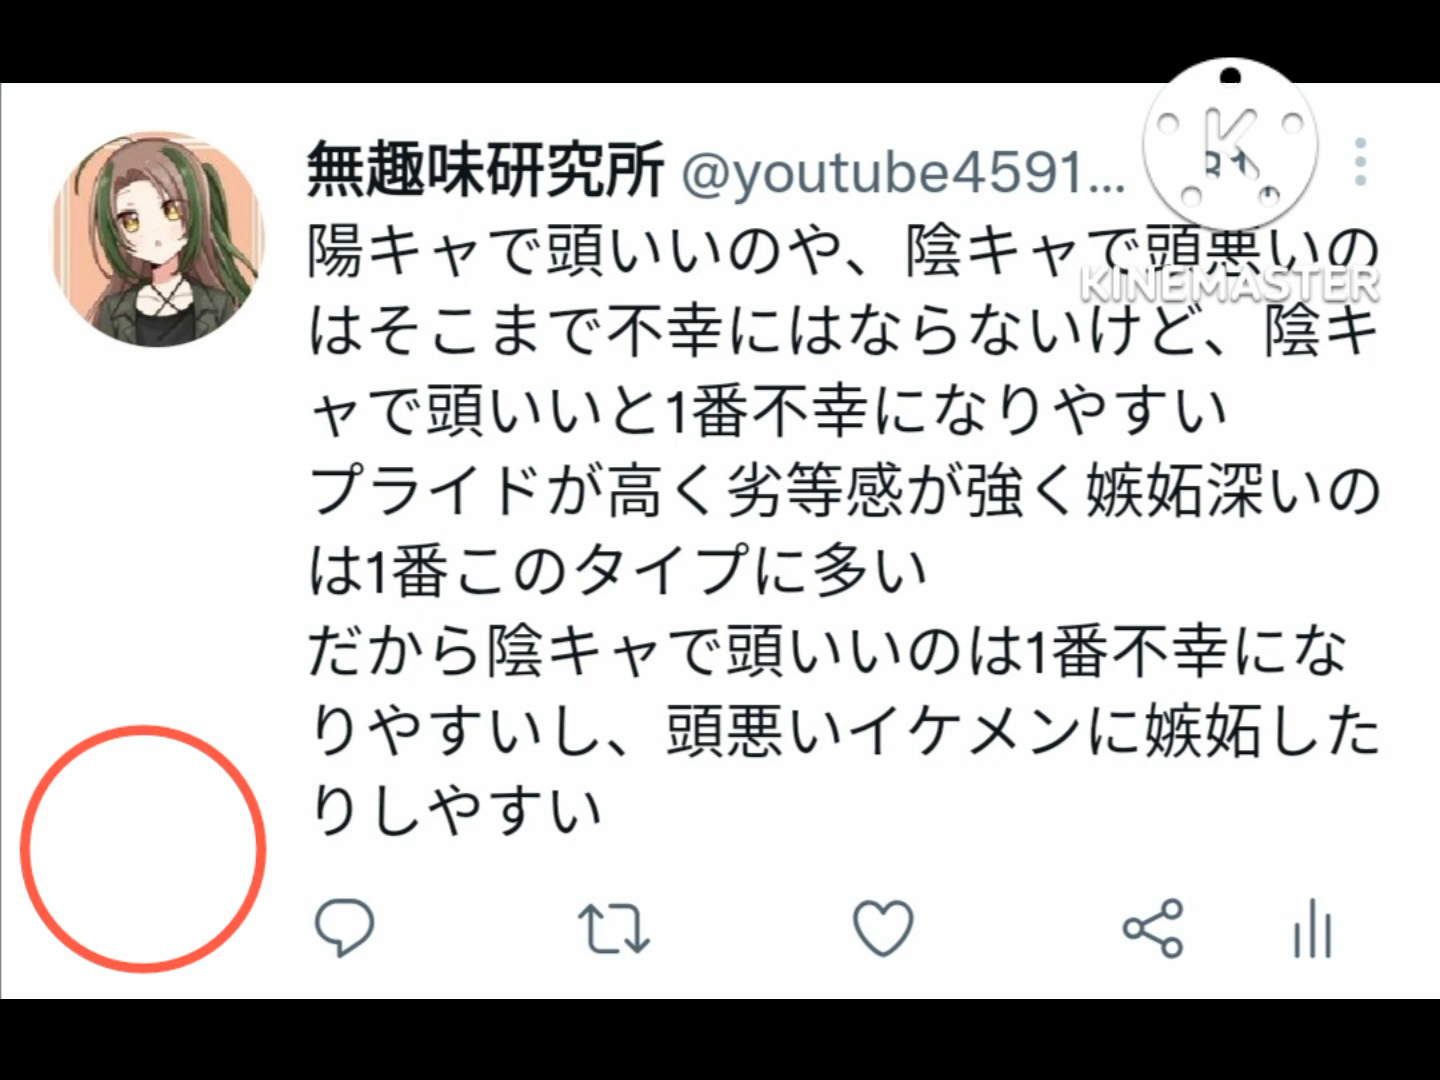 無趣味研究所 @youtube4591...
陽キャで頭いいのや、陰キャで頭悪いの
はそこまで不幸にはならないけど、陰キ
ャで頭いいと1番不幸になりやすい
プライドが高く劣等感が強く嫉妬深いの
は1番このタイプに多い
だから陰キャで頭いいのは1番不幸にな
りやすいし、頭悪いイケメンに嫉妬した
りしやすい
K
KINEMASTER